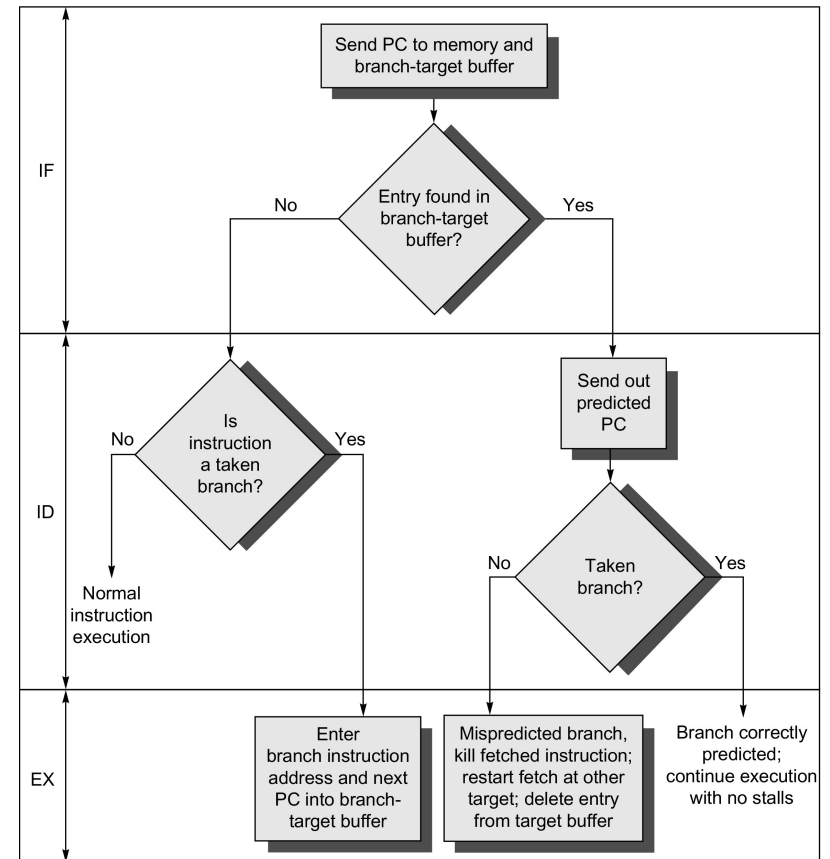 Send PC to memory and
branch-target buffer
IF
Entry found in
branch-target
buffer?
No
Yes
Send out
predicted
PC
Is
instruction
a taken
branch?
No
Yes
ID
Taken
branch?
No
Yes
Normal
instruction
execution
EX
Enter
branch instruction
address and next
PC into branch-
target buffer
Mispredicted branch,
kill fetched instruction;
restart fetch at other
target; delete entry
from target buffer
Branch correctly
predicted;
continue execution
with no stalls